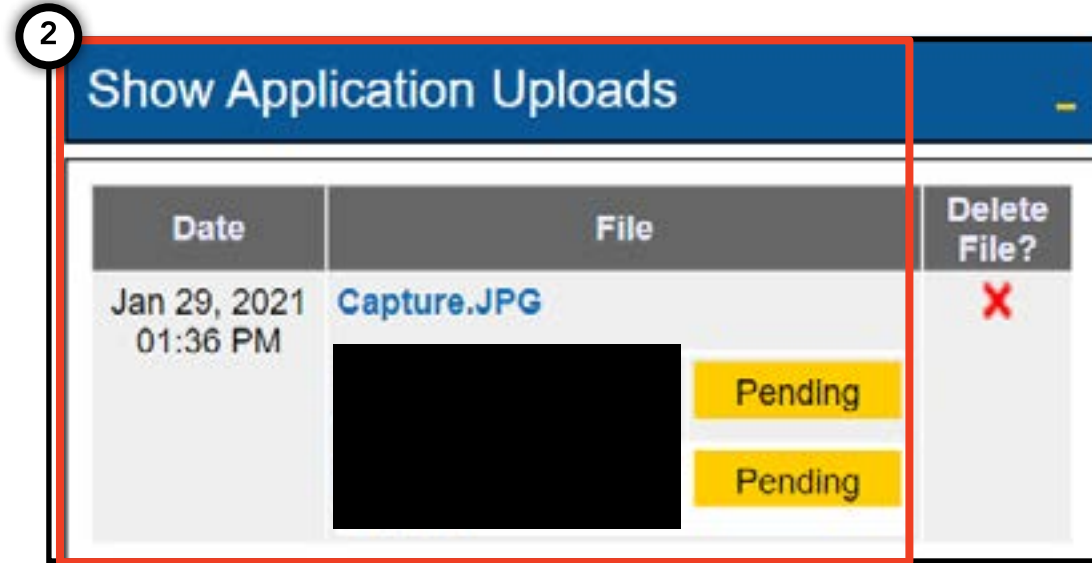 2
Show Application Uploads
Date
File
Delete
File?
Jan 29, 2021
01:36 PM
Capture.JPG
Pending
Pending